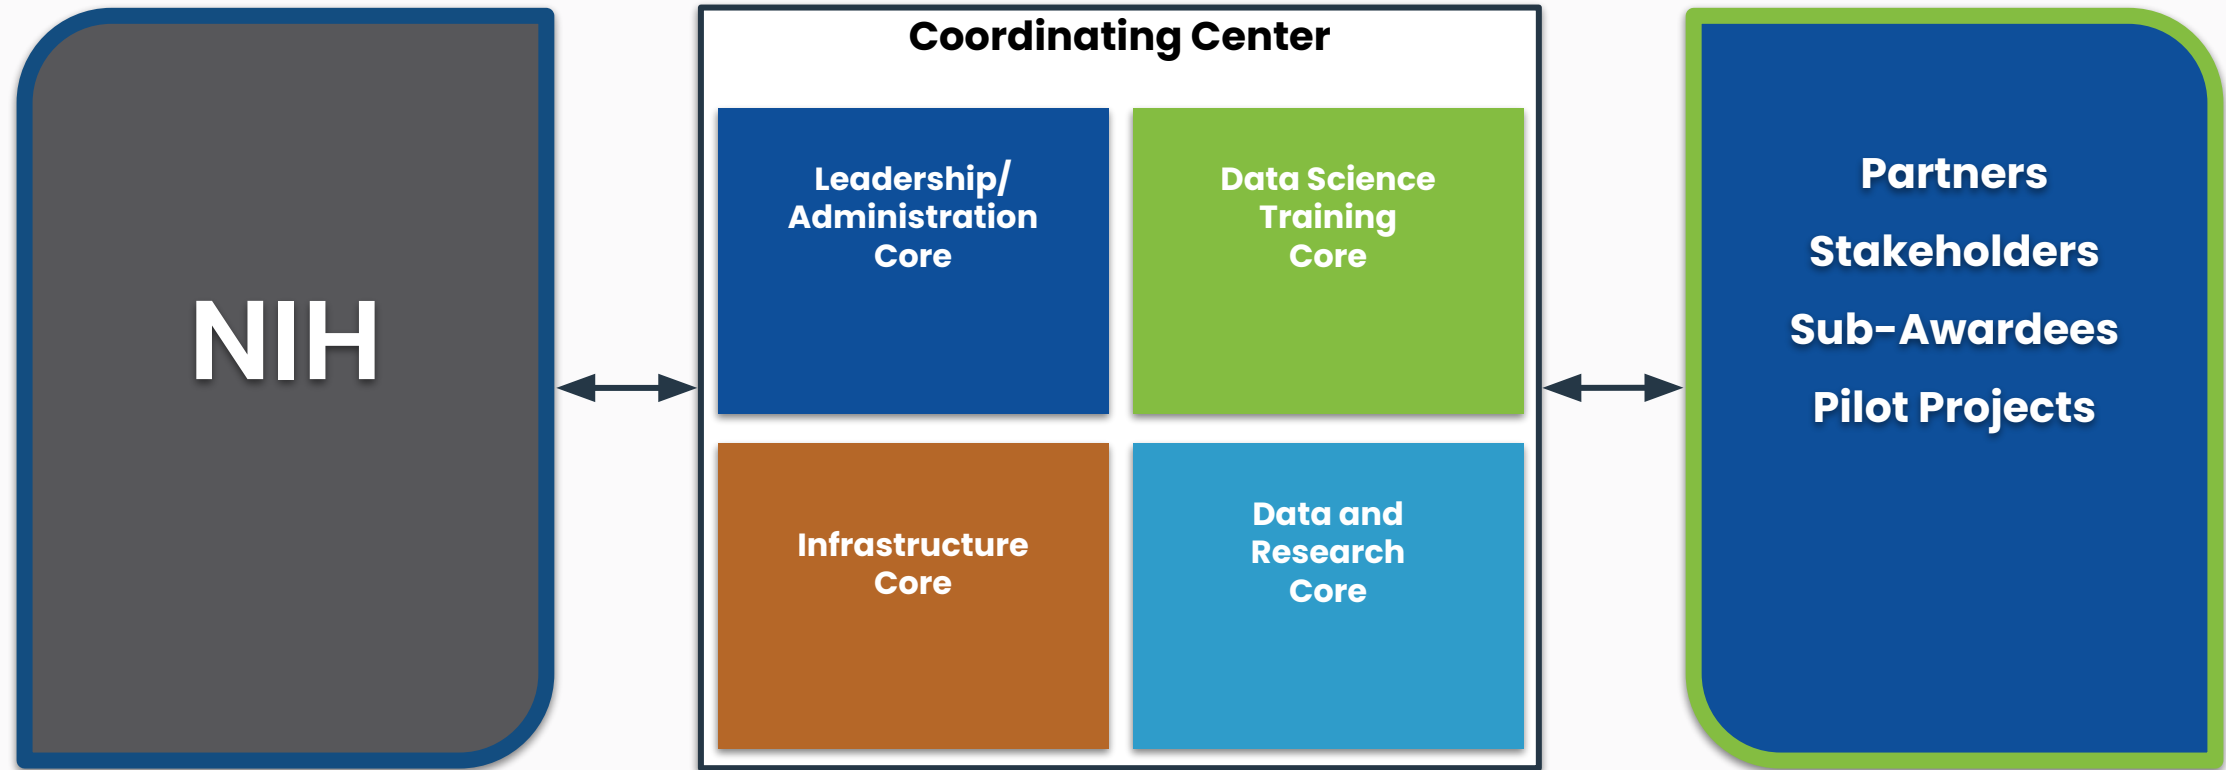 NIH
Coordinating Center
Leadership/
Administration
Core
Data Science
Training
Core
Infrastructure
Core
Data and
Research
Core
Partners
Stakeholders
Sub-Awardees
Pilot Projects